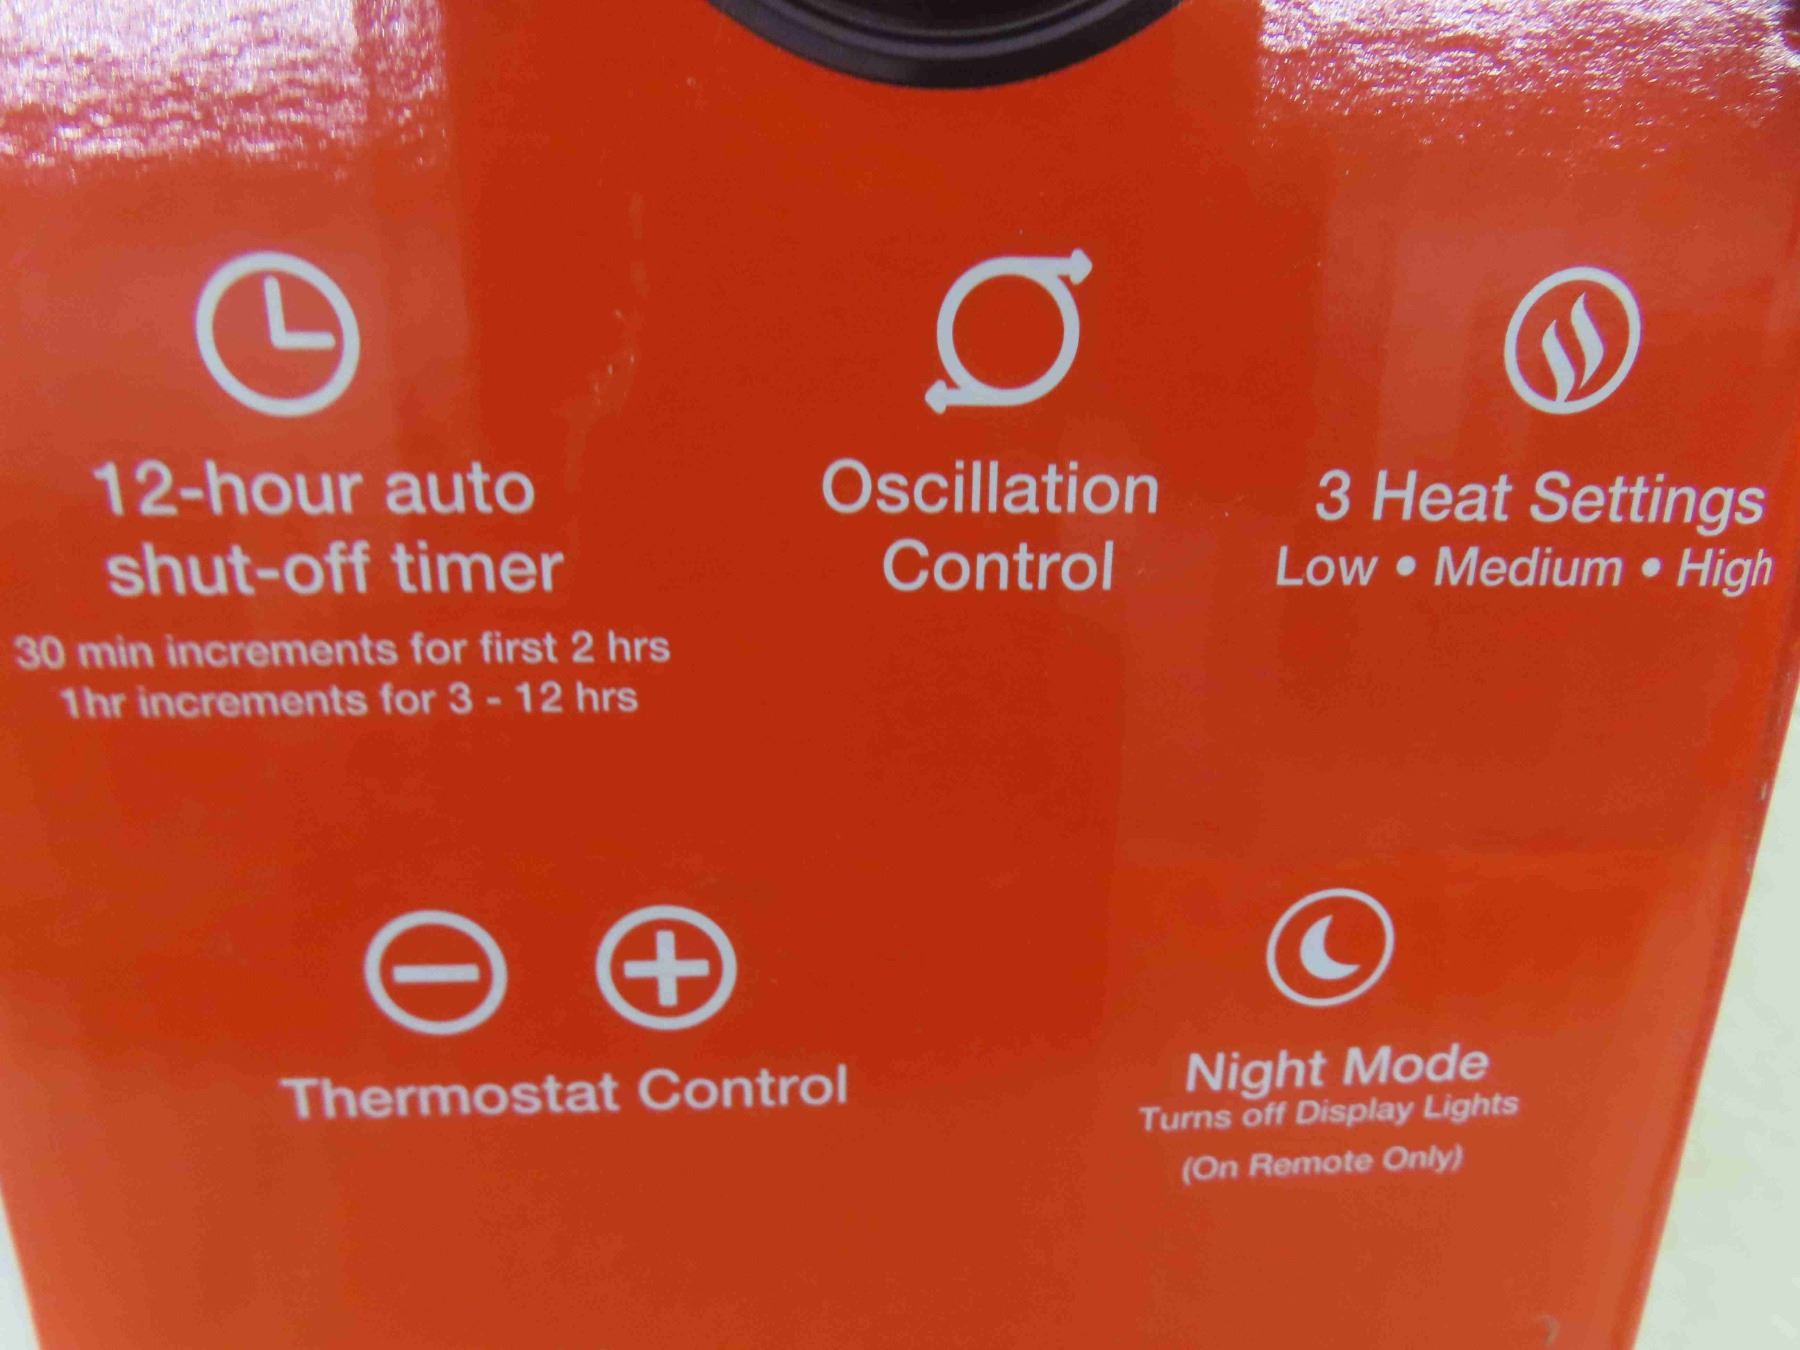 12-hour auto
shut-off timer
30 min increments for first 2 hrs
1hr increments for 3 - 12 hrs
Oscillation
Control
3 Heat Settings
Low • Medium • High
Thermostat Control
Night Mode
Turns off Display Lights
(On Remote Only)